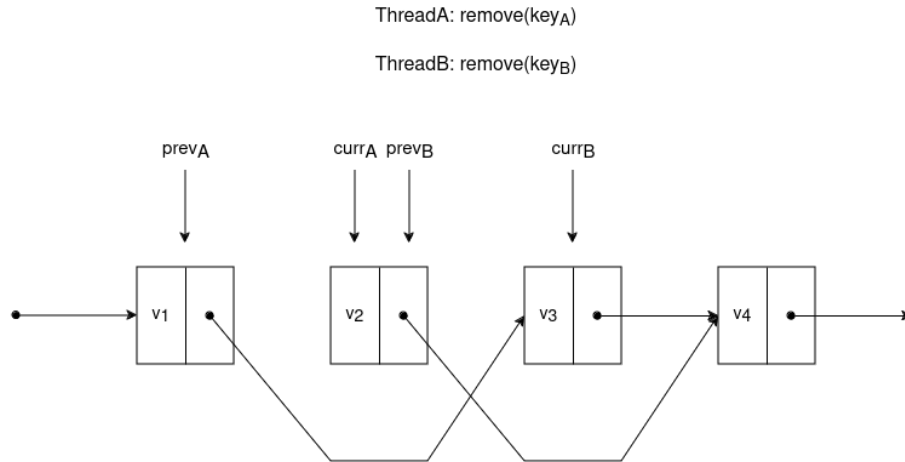 ThreadA: remove(keyA)
ThreadB: remove(keyB)
prevA currA prevB currB
v1 v2 v3 v4